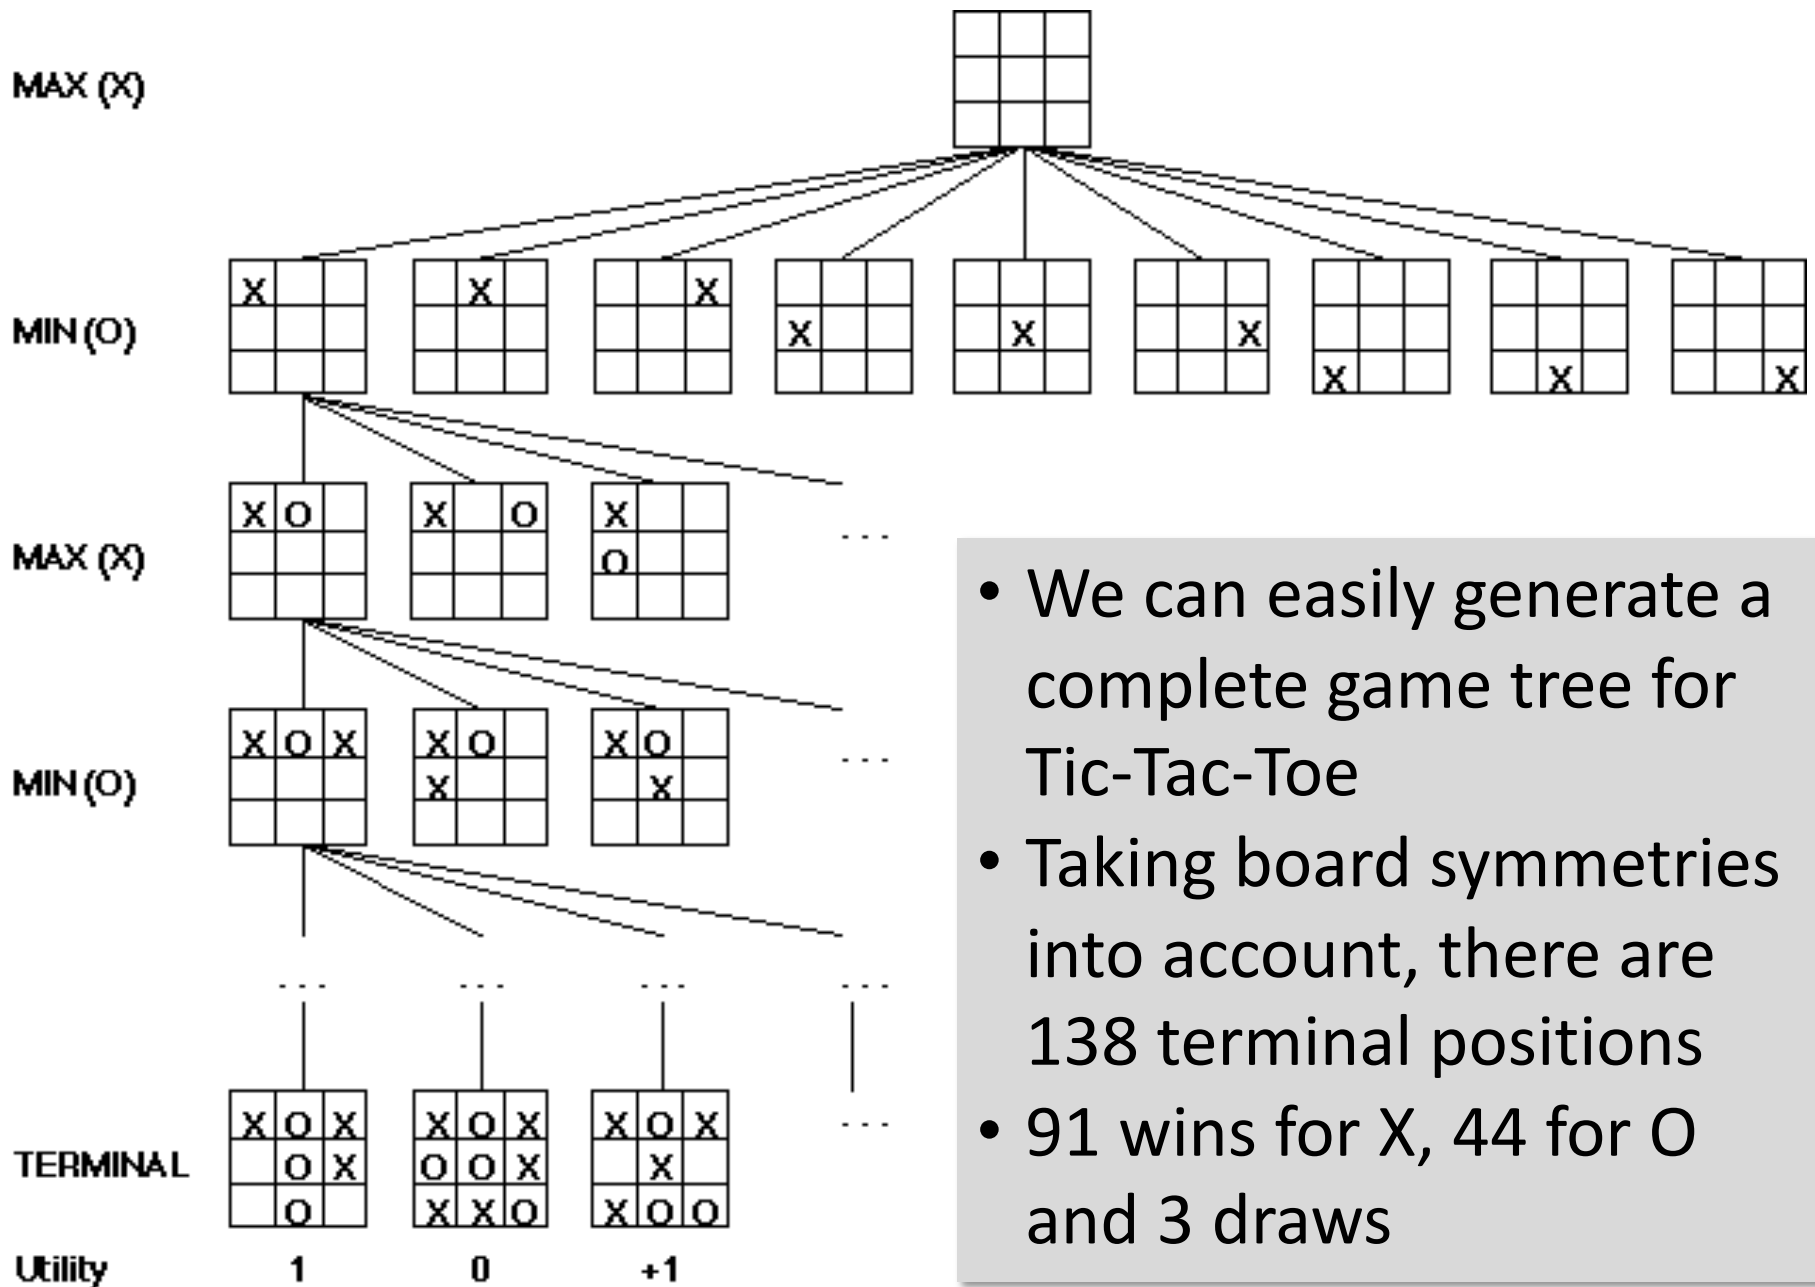 MAX (X)
X X X X X X X X X
MIN (O)
X O X O X
O
MAX (X)
• We can easily generate a
complete game tree for
Tic-Tac-Toe
X O X X O X O
X X
MIN (O)
• Taking board symmetries
into account, there are
138 terminal positions
... ... ... ...
X O X X O X X O X
O X O O X X
O X X O X O O
TERMINAL
• 91 wins for X, 44 for O
and 3 draws
Utility 1 0 +1